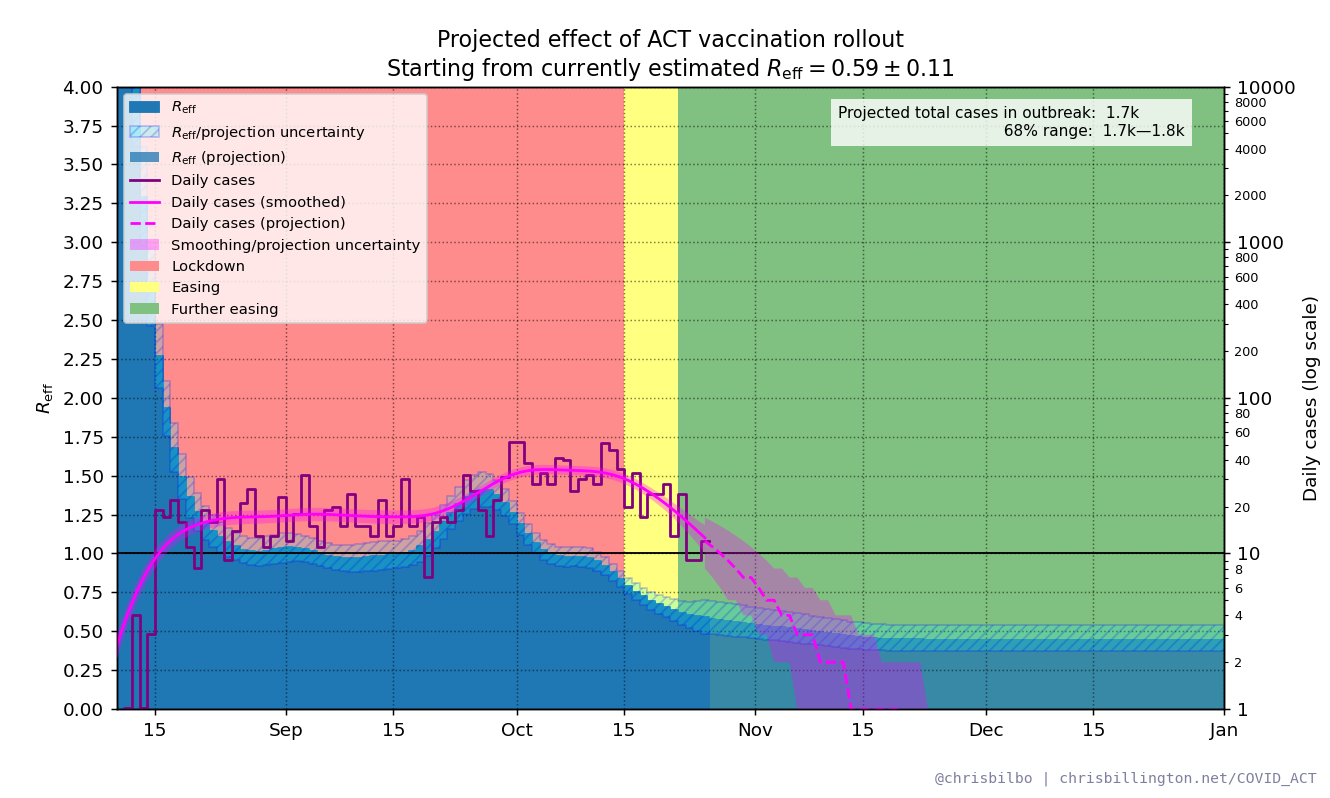 Projected effect of ACT vaccination rollout
Starting from currently estimated Reff = 0.59 ± 0.11
Reff
Reff/projection uncertainty
Reff (projection)
Daily cases
Daily cases (smoothed)
Daily cases (projection)
Smoothing/projection uncertainty
Lockdown
Easing
Further easing
Projected total cases in outbreak: 1.7k
68% range: 1.7k—1.8k
Reff
4.00
3.75
3.50
3.25
3.00
2.75
2.50
2.25
2.00
1.75
1.50
1.25
1.00
0.75
0.50
0.25
0.00
10000
8000
6000
4000
2000
1000
800
600
400
200
100
80
60
40
20
10
8
6
4
2
1
Daily cases (log scale)
15 Sep 15 Oct 15 Nov 15 Dec 15 Jan
@chrisbilbo | chrisbillington.net/COVID_ACT